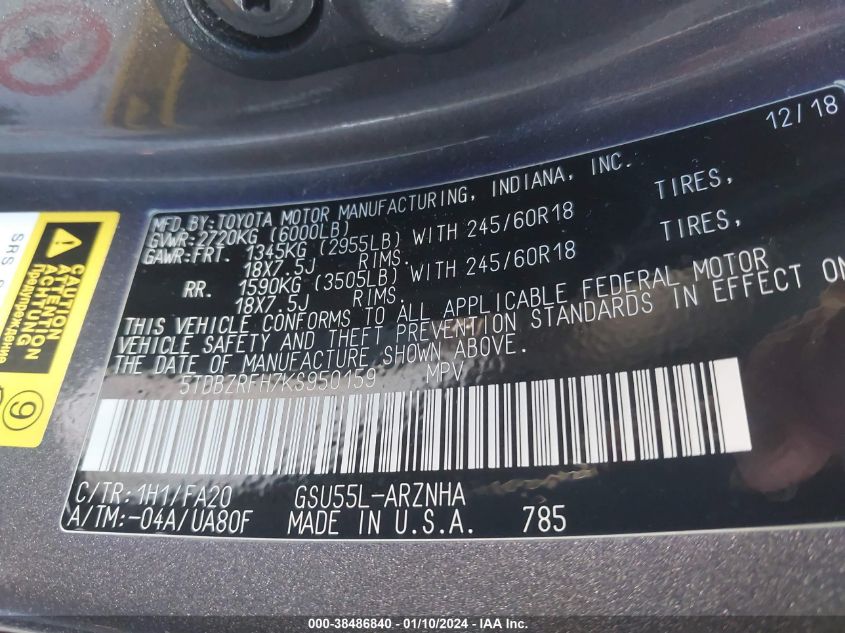 12/18
MFD.BY:TOYOTA MOTOR MANUFACTURING, INDIANA, INC.
GVWR:2720KG (6000LB)
GAWR:FRT. 1345KG (2955LB) WITH 245/60R18 TIRES,
18X7.5J RIMS.
RR. 1590KG (3505LB) WITH 245/60R18 TIRES,
18X7.5J RIMS.
THIS VEHICLE CONFORMS TO ALL APPLICABLE FEDERAL MOTOR
VEHICLE SAFETY AND THEFT PREVENTION STANDARDS IN EFFECT ON
THE DATE OF MANUFACTURE SHOWN ABOVE.
5TDBZRFH7KS950159 MPV
C/TR:1H1/FA20 GSU55L-ARZNHA
A/TM:-04A/UA80F MADE IN U.S.A. 785
SRS
CAUTION
ATTENTION
ACHTUNG
Предупреждение
9
000-38486840 - 01/10/2024 - IAA Inc.